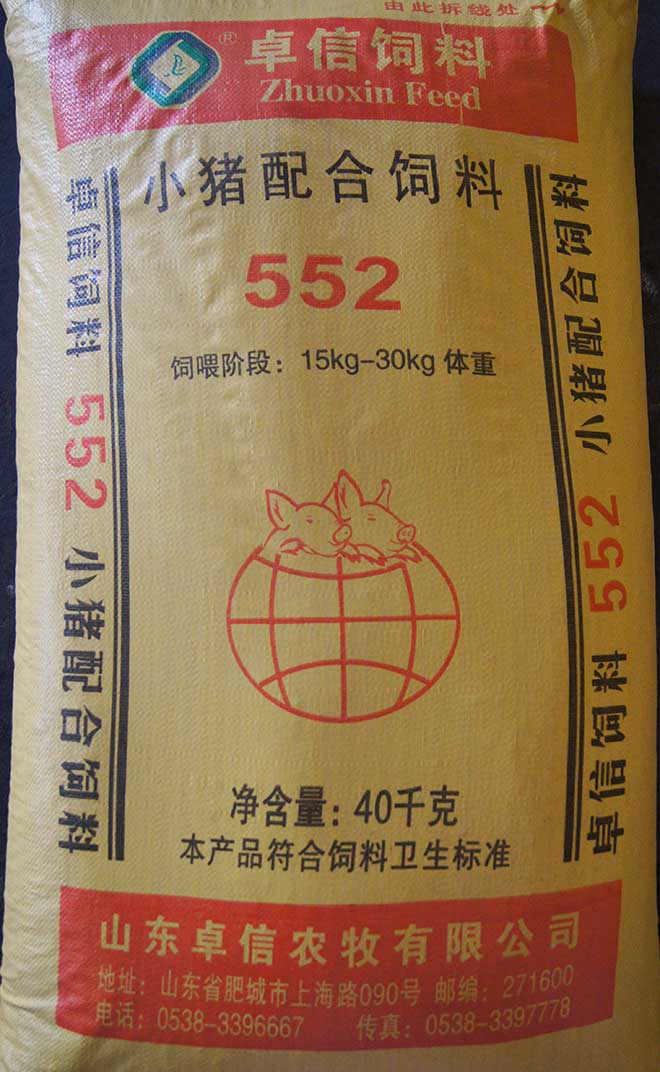 由此拆线处
®
卓信饲料
Zhuoxin Feed
小猪配合饲料
552
饲喂阶段：15kg-30kg 体重
卓信饲料 552 小猪配合饲料
卓信饲料 552 小猪配合饲料
净含量：40千克
本产品符合饲料卫生标准
山东卓信农牧有限公司
地址：山东省肥城市上海路090号 邮编：271600
电话：0538-3396667 传真：0538-3397778